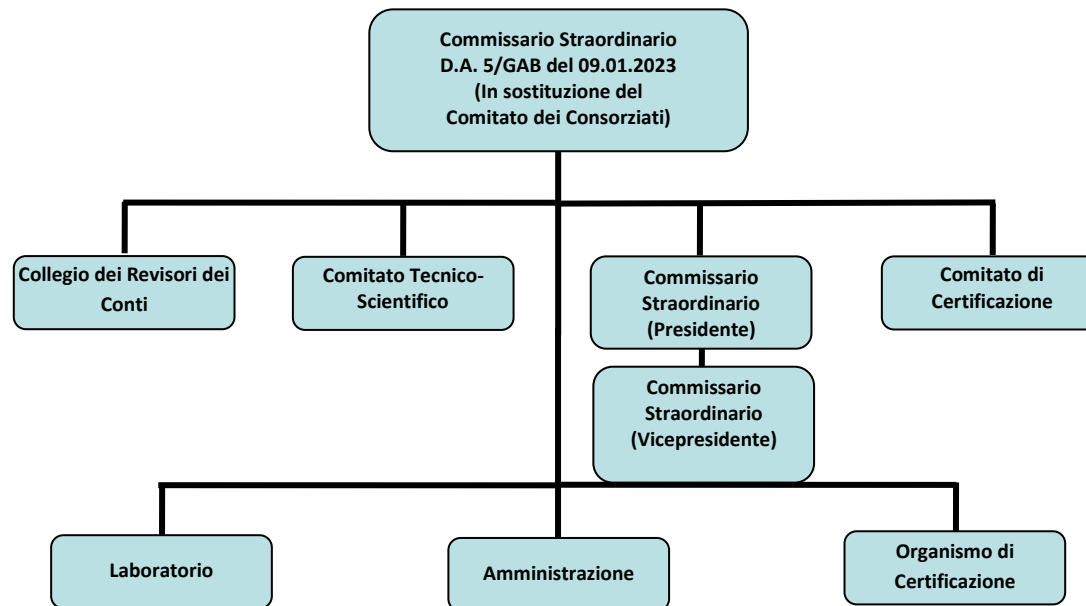 Commissario Straordinario
D.A. 5/GAB del 09.01.2023
(In sostituzione del
Comitato dei Consorziati)
Collegio dei Revisori dei
Conti
Comitato Tecnico-
Scientifico
Commissario
Straordinario
(Presidente)
Comitato di
Certificazione
Commissario
Straordinario
(Vicepresidente)
Laboratorio
Amministrazione
Organismo di
Certificazione